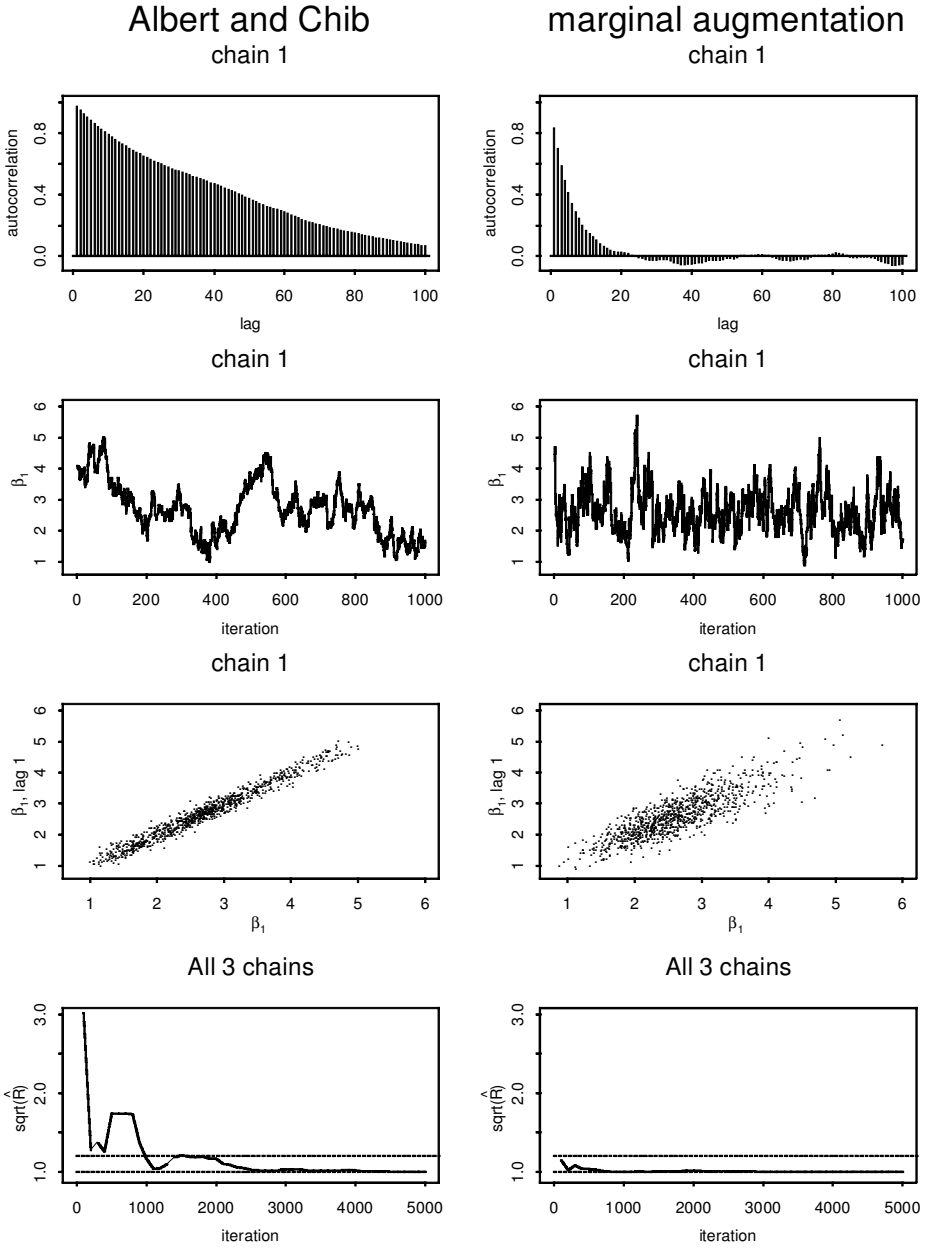 Albert and Chib
marginal augmentation
chain 1
chain 1
autocorrelation
0.0 0.4 0.8
0 20 40 60 80 100
lag
autocorrelation
0.0 0.4 0.8
0 20 40 60 80 100
lag
chain 1
chain 1
β1
1 2 3 4 5 6
0 200 400 600 800 1000
iteration
β1
1 2 3 4 5 6
0 200 400 600 800 1000
iteration
chain 1
chain 1
β1, lag 1
1 2 3 4 5 6
1 2 3 4 5 6
β1
β1, lag 1
1 2 3 4 5 6
1 2 3 4 5 6
β1
All 3 chains
All 3 chains
sqrt(R̂)
1.0 2.0 3.0
0 1000 2000 3000 4000 5000
iteration
sqrt(R̂)
1.0 2.0 3.0
0 1000 2000 3000 4000 5000
iteration